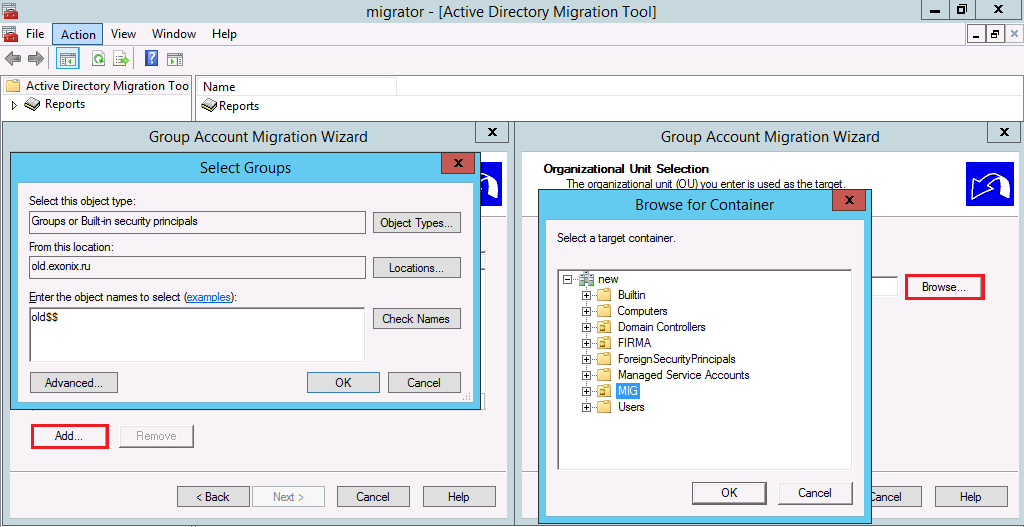 migrator - [Active Directory Migration Tool]
File Action View Window Help
Active Directory Migration Too
Reports
Name
Reports
Group Account Migration Wizard
Select Groups
Select this object type:
Groups or Built-in security principals
Object Types...
From this location:
old.exonix.ru
Locations...
Enter the object names to select (examples):
old$$
Check Names
Advanced...
OK
Cancel
Add...
Remove
< Back
Next >
Cancel
Help
Group Account Migration Wizard
Organizational Unit Selection
The organizational unit (OU) you enter is used as the target.
Browse...
Browse for Container
Select a target container.
new
Builtin
Computers
Domain Controllers
FIRMA
ForeignSecurityPrincipals
Managed Service Accounts
MIG
Users
OK
Cancel
Cancel
Help